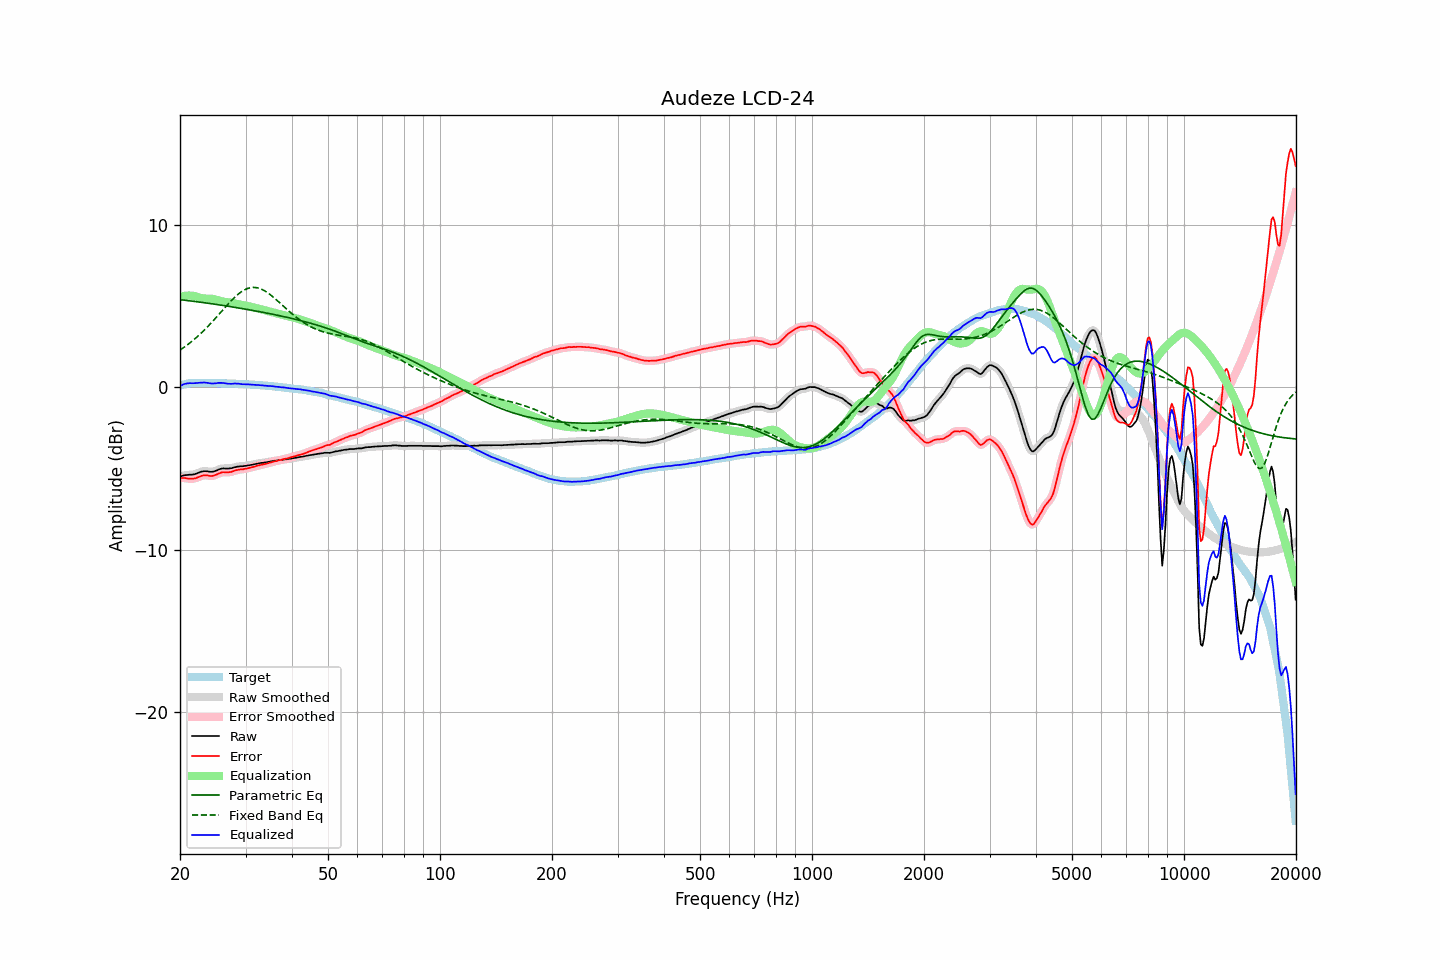 Audeze LCD-24
Amplitude (dBr)
10
0
−10
−20
Target
Raw Smoothed
Error Smoothed
Raw
Error
Equalization
Parametric Eq
Fixed Band Eq
Equalized
20 50 100 200 500 1000 2000 5000 10000 20000
Frequency (Hz)